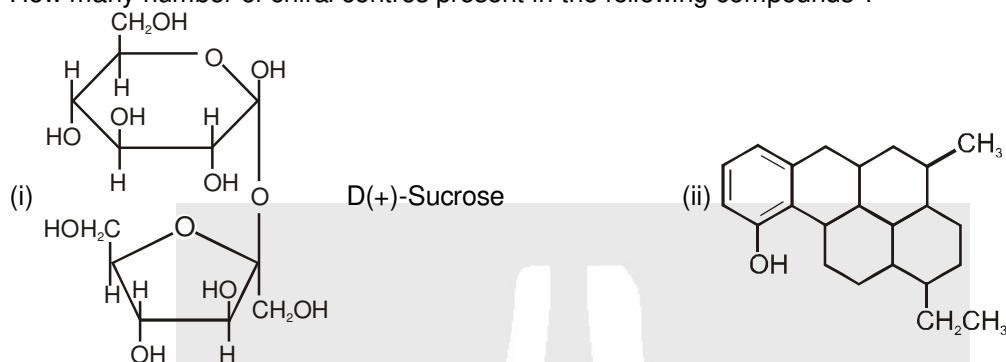 How many number of chiral centres present in the following compounds ?
CH₂OH
O
H
OH
H
OH
H
HO
H
OH
(i)
O
D(+)-Sucrose
(ii)
CH₃
HOH₂C
O
OH
H
H
HO
CH₂OH
OH
H
CH₂CH₃